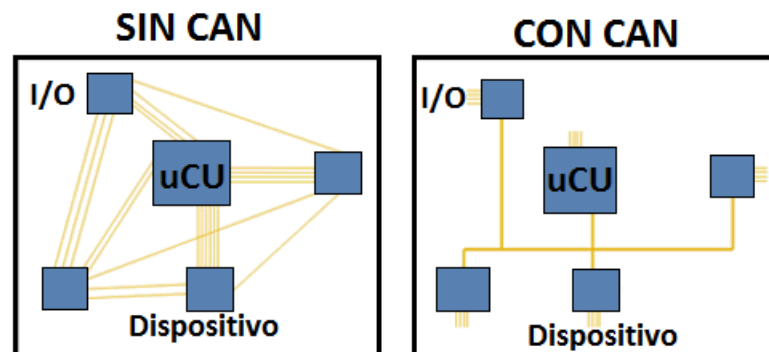 SIN CAN
I/O
uCU
Dispositivo
CON CAN
I/O
uCU
Dispositivo